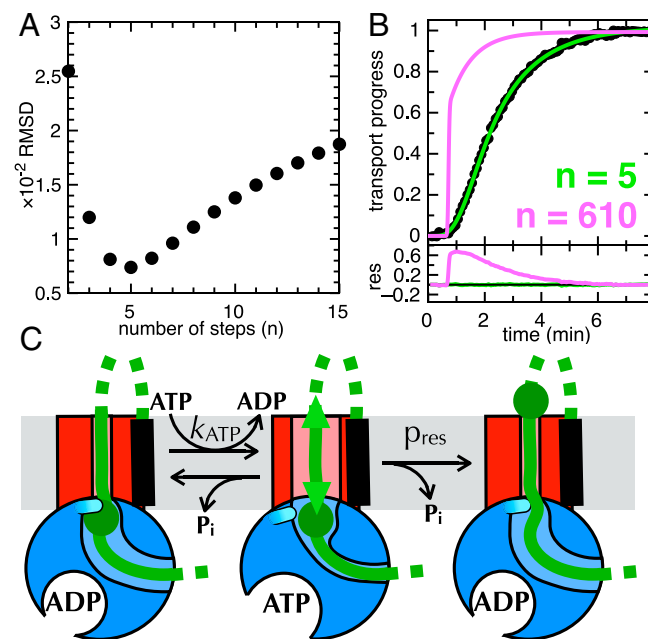 A
3
2.5
2
1.5
1
0.5
×10⁻² RMSD
5
10
15
number of steps (n)
B
1
0.8
0.6
0.4
0.2
0
transport progress
n = 5
n = 610
0.6
0.2
−0.2
res
0
2
4
6
time (min)
C
ATP
ADP
k_ATP
p_res
P_i
P_i
ADP
ATP
ADP